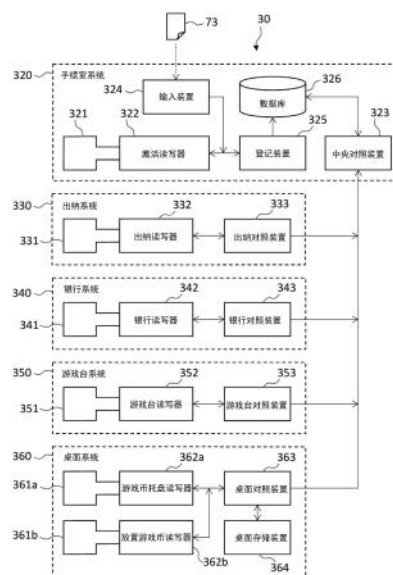 73
30
320
手续室系统
324
输入装置
326
数据库
321
322
325
323
激活读写器
登记装置
中央对照装置
330
出纳系统
332
333
331
出纳读写器
出纳对照装置
340
银行系统
342
343
341
银行读写器
银行对照装置
350
游戏台系统
352
353
351
游戏台读写器
游戏台对照装置
360
桌面系统
362a
363
361a
游戏币托盘读写器
桌面对照装置
361b
放置游戏币读写器
桌面存储装置
362b
364